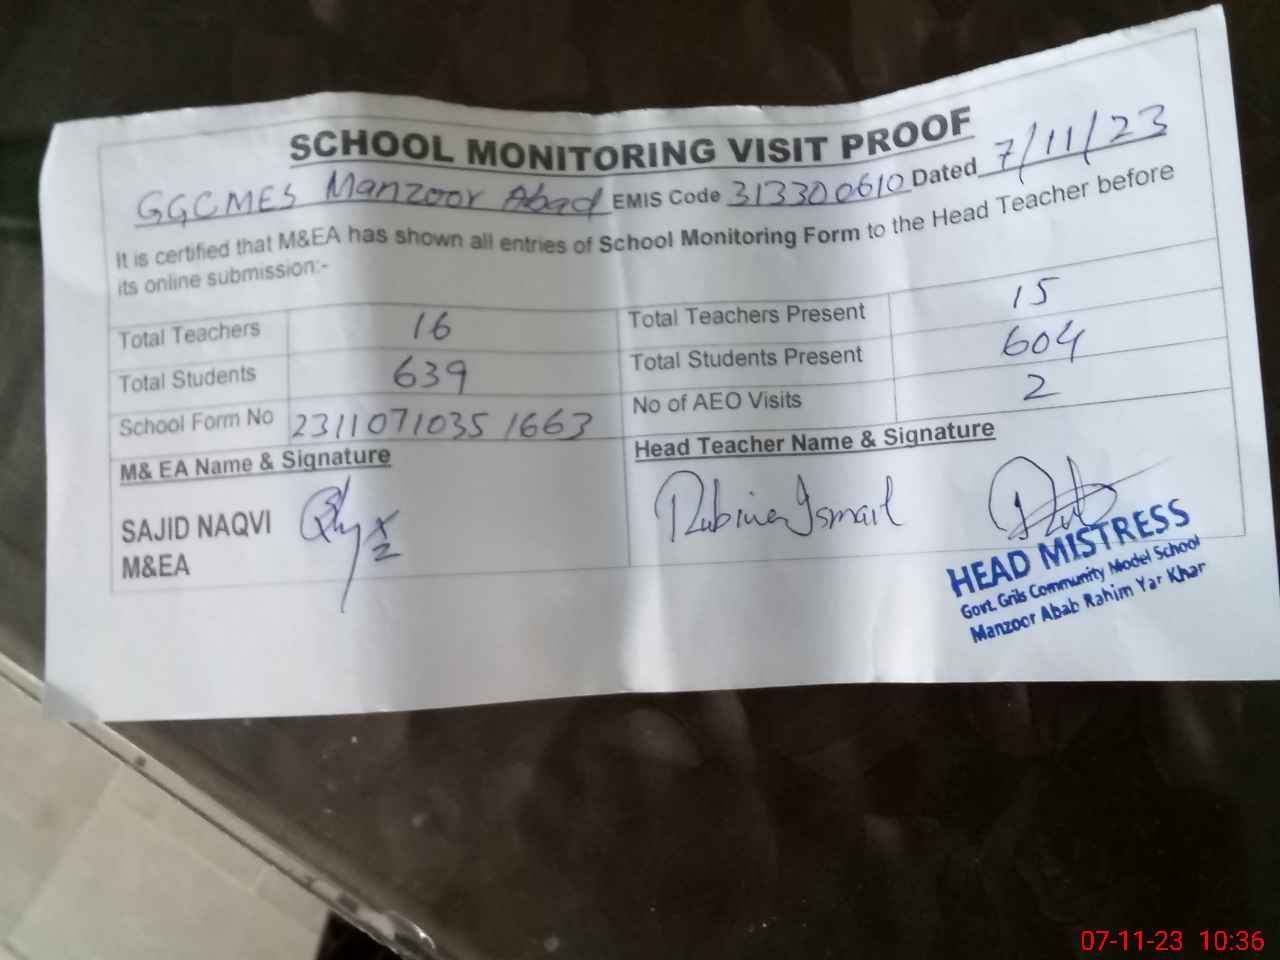 SCHOOL MONITORING VISIT PROOF
GGCMES Manzoor Abad EMIS Code 313300610 Dated 7/11/23
It is certified that M&EA has shown all entries of School Monitoring Form to the Head Teacher before
its online submission:-
Total Teachers 16 Total Teachers Present 15
Total Students 639 Total Students Present 604
School Form No 2311071035 1663 No of AEO Visits 2
M& EA Name & Signature Head Teacher Name & Signature
SAJID NAQVI Rubina Ismail
M&EA
HEAD MISTRESS
Govt. Grils Community Model School
Manzoor Abab Rahim Yar Khar
07-11-23 10:36